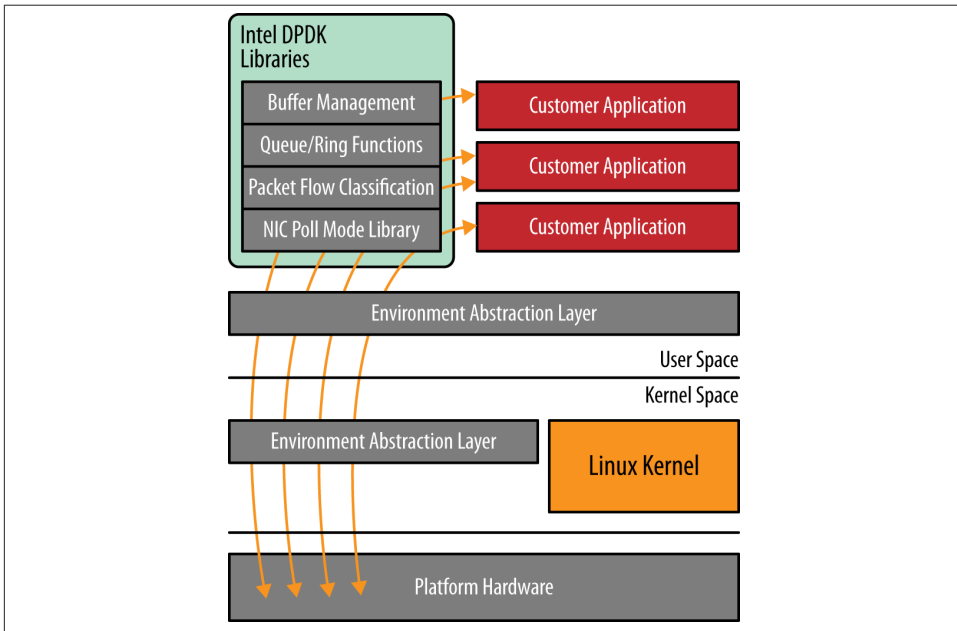 Intel DPDK
Libraries
Buffer Management
Queue/Ring Functions
Packet Flow Classification
NIC Poll Mode Library
Customer Application
Customer Application
Customer Application
Environment Abstraction Layer
User Space
Kernel Space
Environment Abstraction Layer
Linux Kernel
Platform Hardware